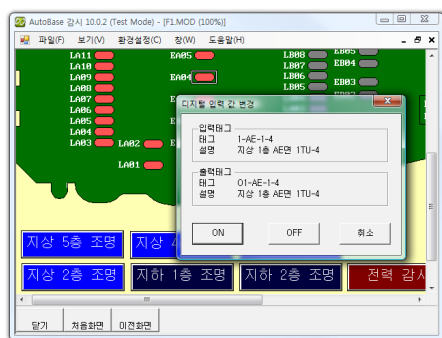 AutoBase 감시 10.0.2 (Test Mode) - [F1.MOD (100%)]
파일(F) 보기(V) 환경설정(C) 창(W) 도움말(H)
LA11 EA05 LB08 EB05
LA10 LB07 EB04
LA09 EA04 LB06
LA08 LB05 EB03
LA07
LA06
LA05
LA04
LA03 LA02
LA01
디지털 입력 값 변경
입력태그
태그 1-AE-1-4
설명 지상 1층 AE면 1TU-4
출력태그
태그 O1-AE-1-4
설명 지상 1층 AE면 1TU-4
ON OFF 취소
지상 5층 조명 지상 4
지상 2층 조명 지하 1층 조명 지하 2층 조명 전력 감시
닫기 처음화면 이전화면